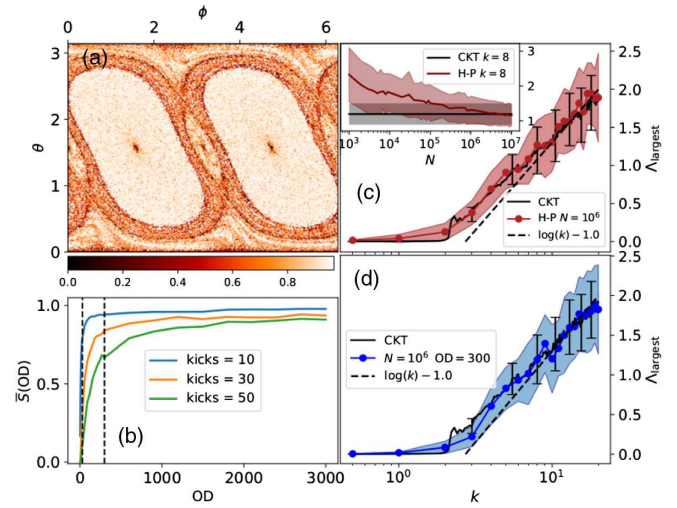 ϕ
0 2 4 6
(a)
3
2
1
0
θ
0.0 0.2 0.4 0.6 0.8
1.0
0.5
0.0
S̅(OD)
kicks = 10
kicks = 30
kicks = 50
(b)
0 1000 2000 3000
OD
CKT k = 8
H-P k = 8
3
2
1
10³ 10⁴ 10⁵ 10⁶ 10⁷
N
(c)
CKT
H-P N = 10⁶
log(k) − 1.0
2.5
2.0
1.5
1.0
0.5
0.0
Λlargest
(d)
CKT
N = 10⁶ OD = 300
log(k) − 1.0
2.5
2.0
1.5
1.0
0.5
0.0
Λlargest
10⁰ 10¹
k